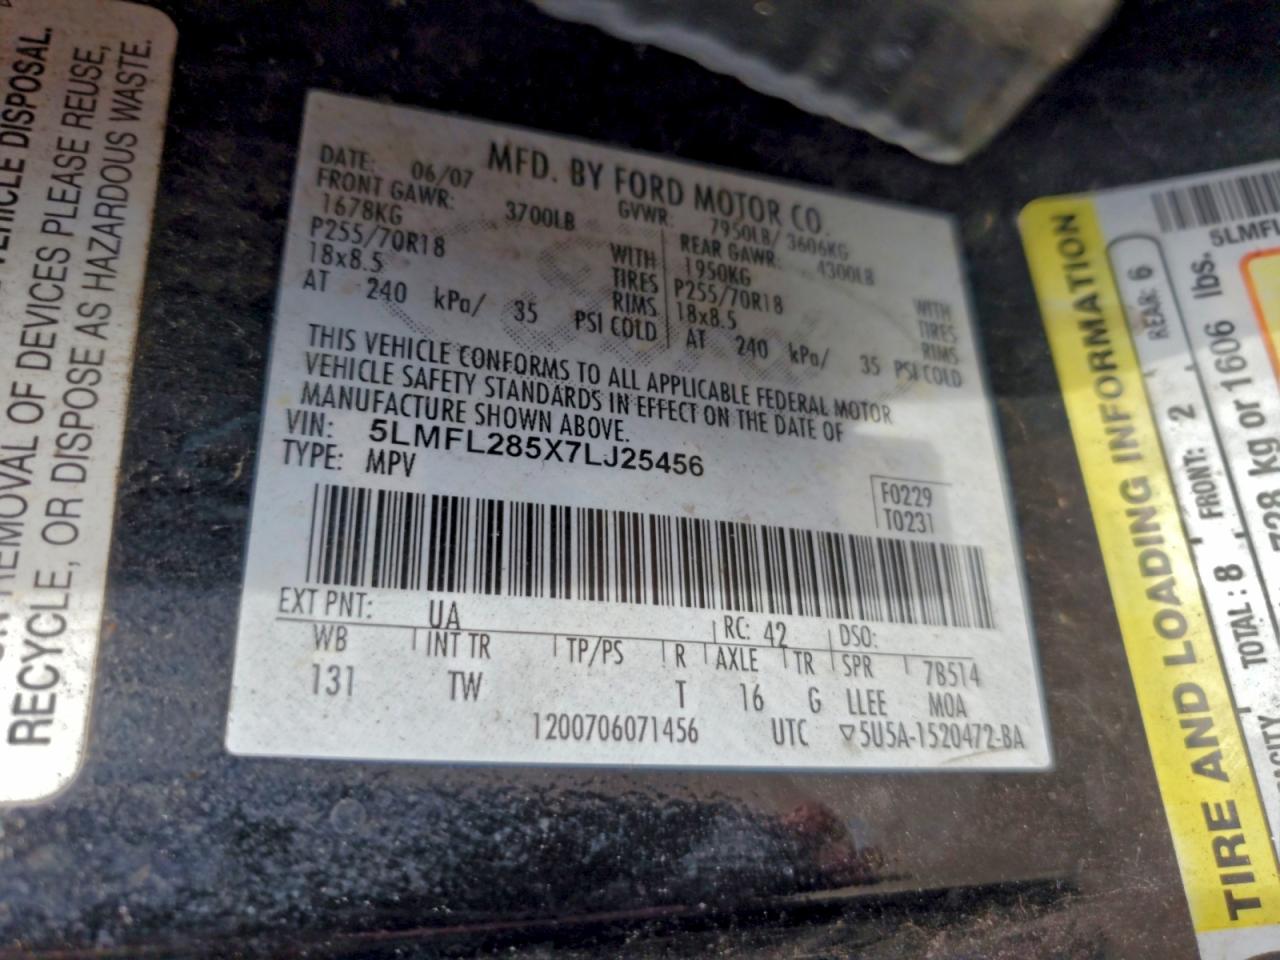 VEHICLE DISPOSAL.
REMOVAL OF DEVICES PLEASE REUSE,
RECYCLE, OR DISPOSE AS HAZARDOUS WASTE.
MFD. BY FORD MOTOR CO.
DATE: 06/07 GVWR: 7950LB/ 3606KG
FRONT GAWR: 3700LB REAR GAWR: 4300LB
1678KG WITH 1950KG WITH
P255/70R18 TIRES P255/70R18 TIRES
18x8.5 RIMS 18x8.5 RIMS
AT 240 kPa/ 35 PSI COLD AT 240 kPa/ 35 PSI COLD
THIS VEHICLE CONFORMS TO ALL APPLICABLE FEDERAL MOTOR
VEHICLE SAFETY STANDARDS IN EFFECT ON THE DATE OF
MANUFACTURE SHOWN ABOVE.
VIN: 5LMFL285X7LJ25456
TYPE: MPV
F0229
T0231
EXT PNT: UA RC: 42 DSO:
WB INT TR TP/PS R AXLE TR SPR 7B514
131 TW T 16 G LLEE MOA
1200706071456 UTC ▽5U5A-1520472-BA
TIRE AND LOADING INFORMATION
TOTAL: 8 FRONT: 2 REAR: 6
728 kg or 1606 lbs.